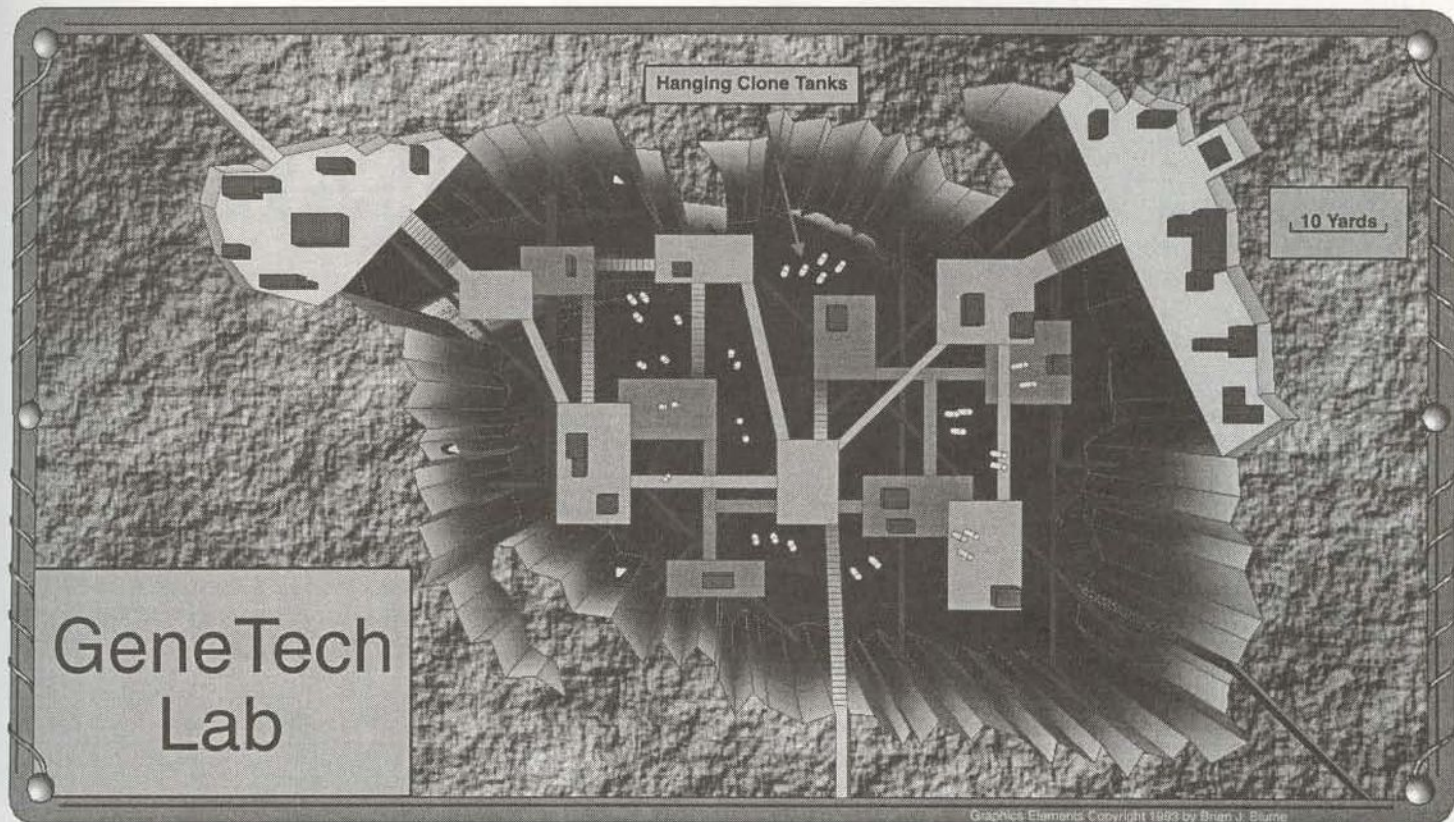 Hanging Clone Tanks
10 Yards
GeneTech
Lab
Graphics Elements Copyright 1993 by Brian J. Blume